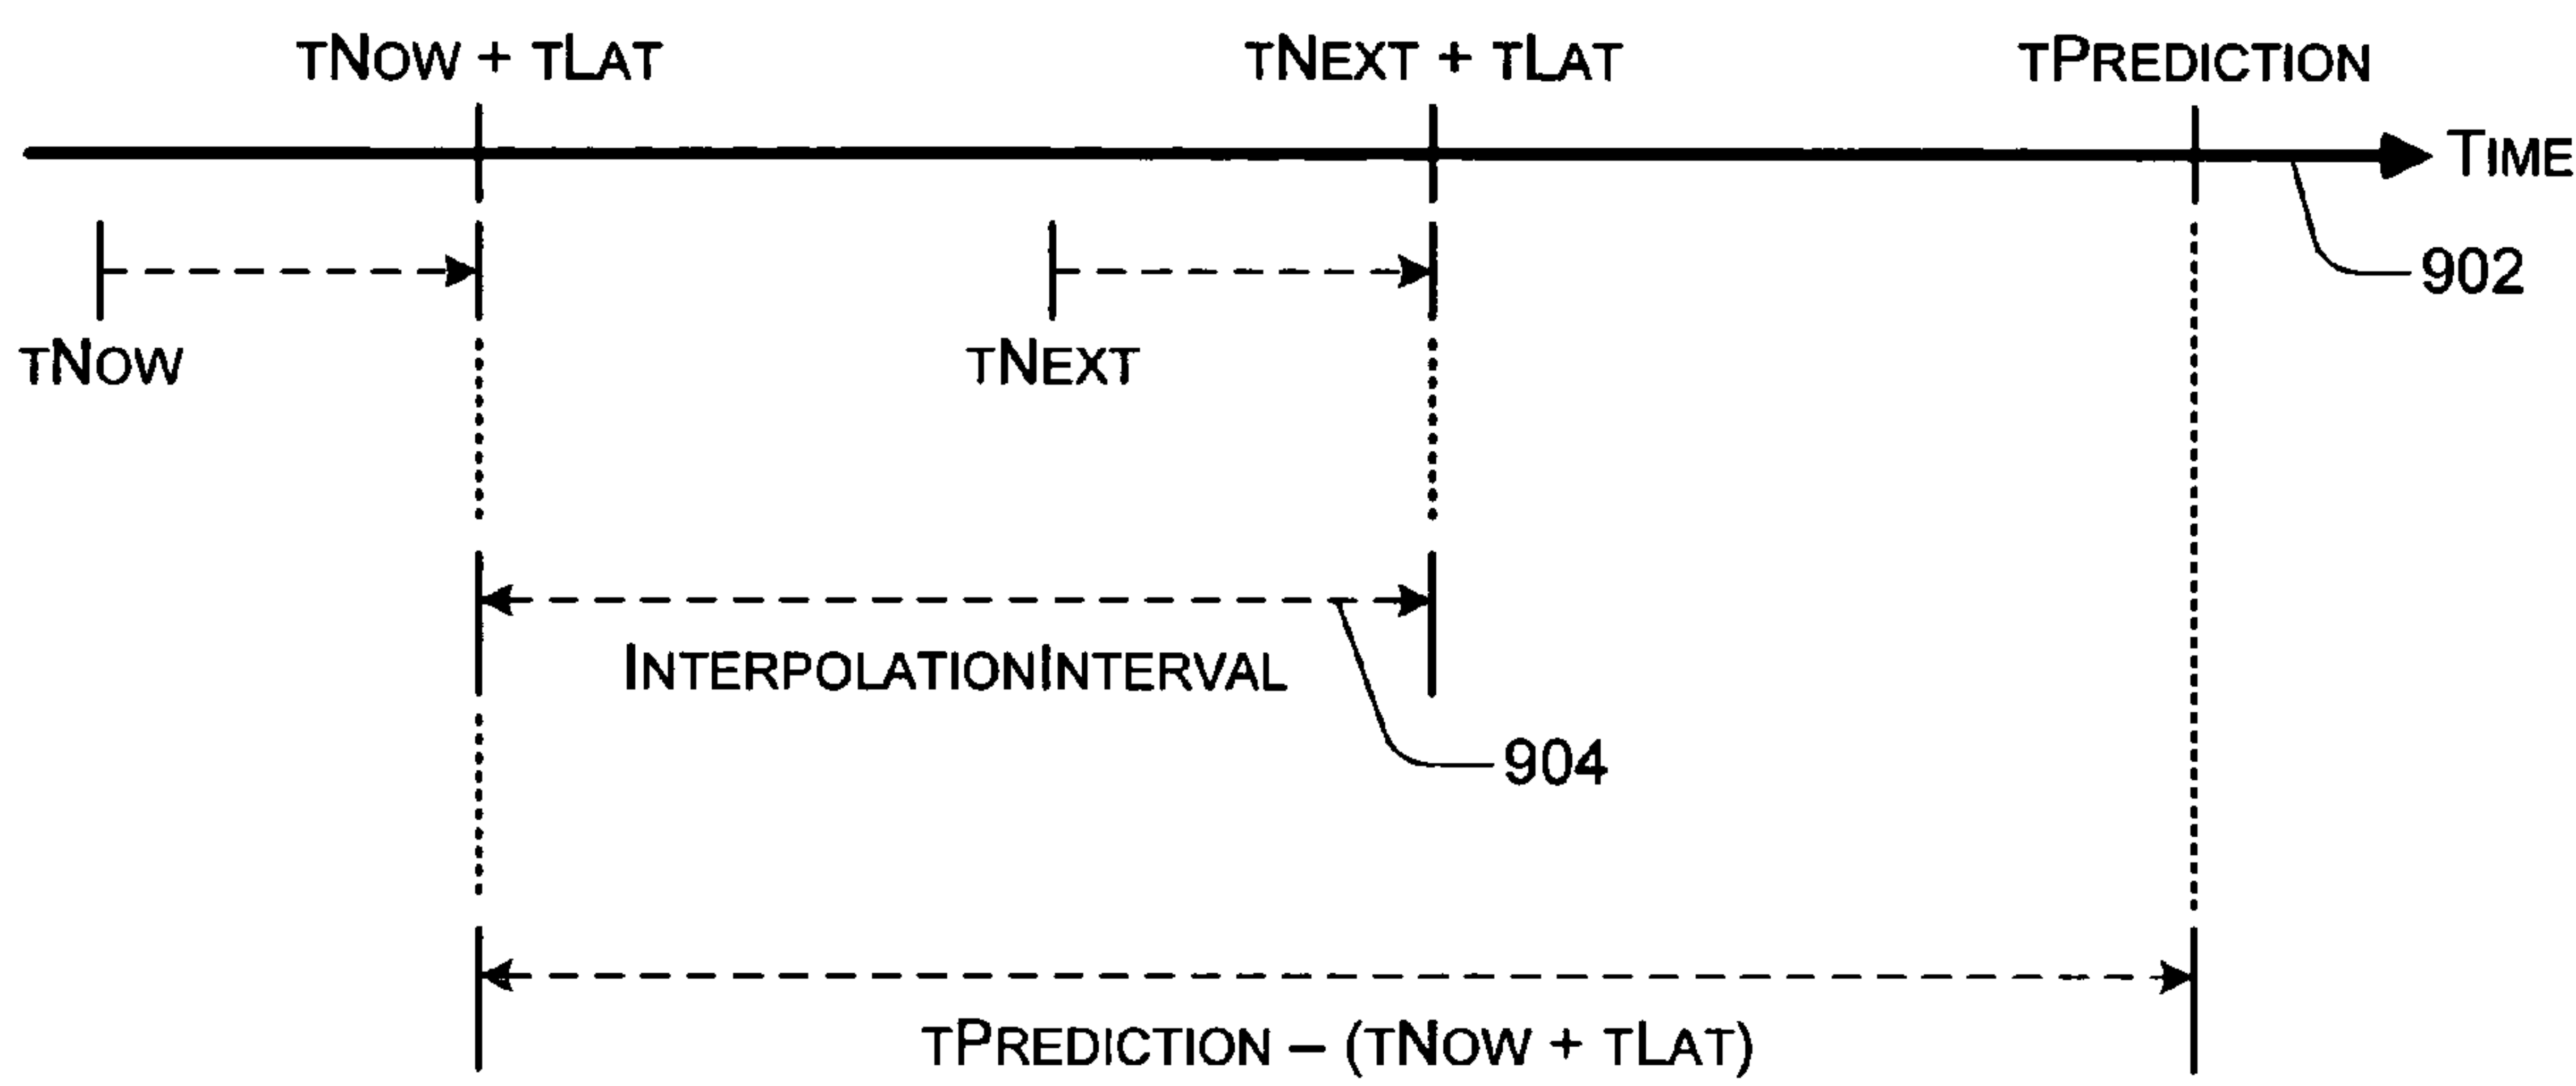 TNOW + TLAT
TNEXT + TLAT
TPREDICTION
TIME
902
TNOW
TNEXT
INTERPOLATIONINTERVAL
904
TPREDICTION – (TNOW + TLAT)